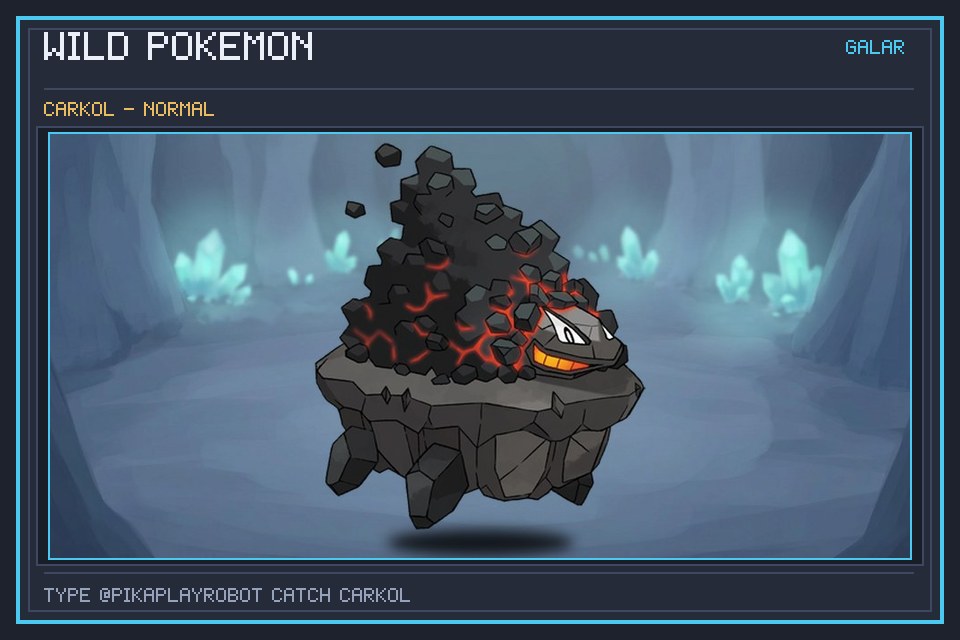 WILD POKEMON
GALAR
CARKOL - NORMAL
TYPE @PIKAPLAYROBOT CATCH CARKOL